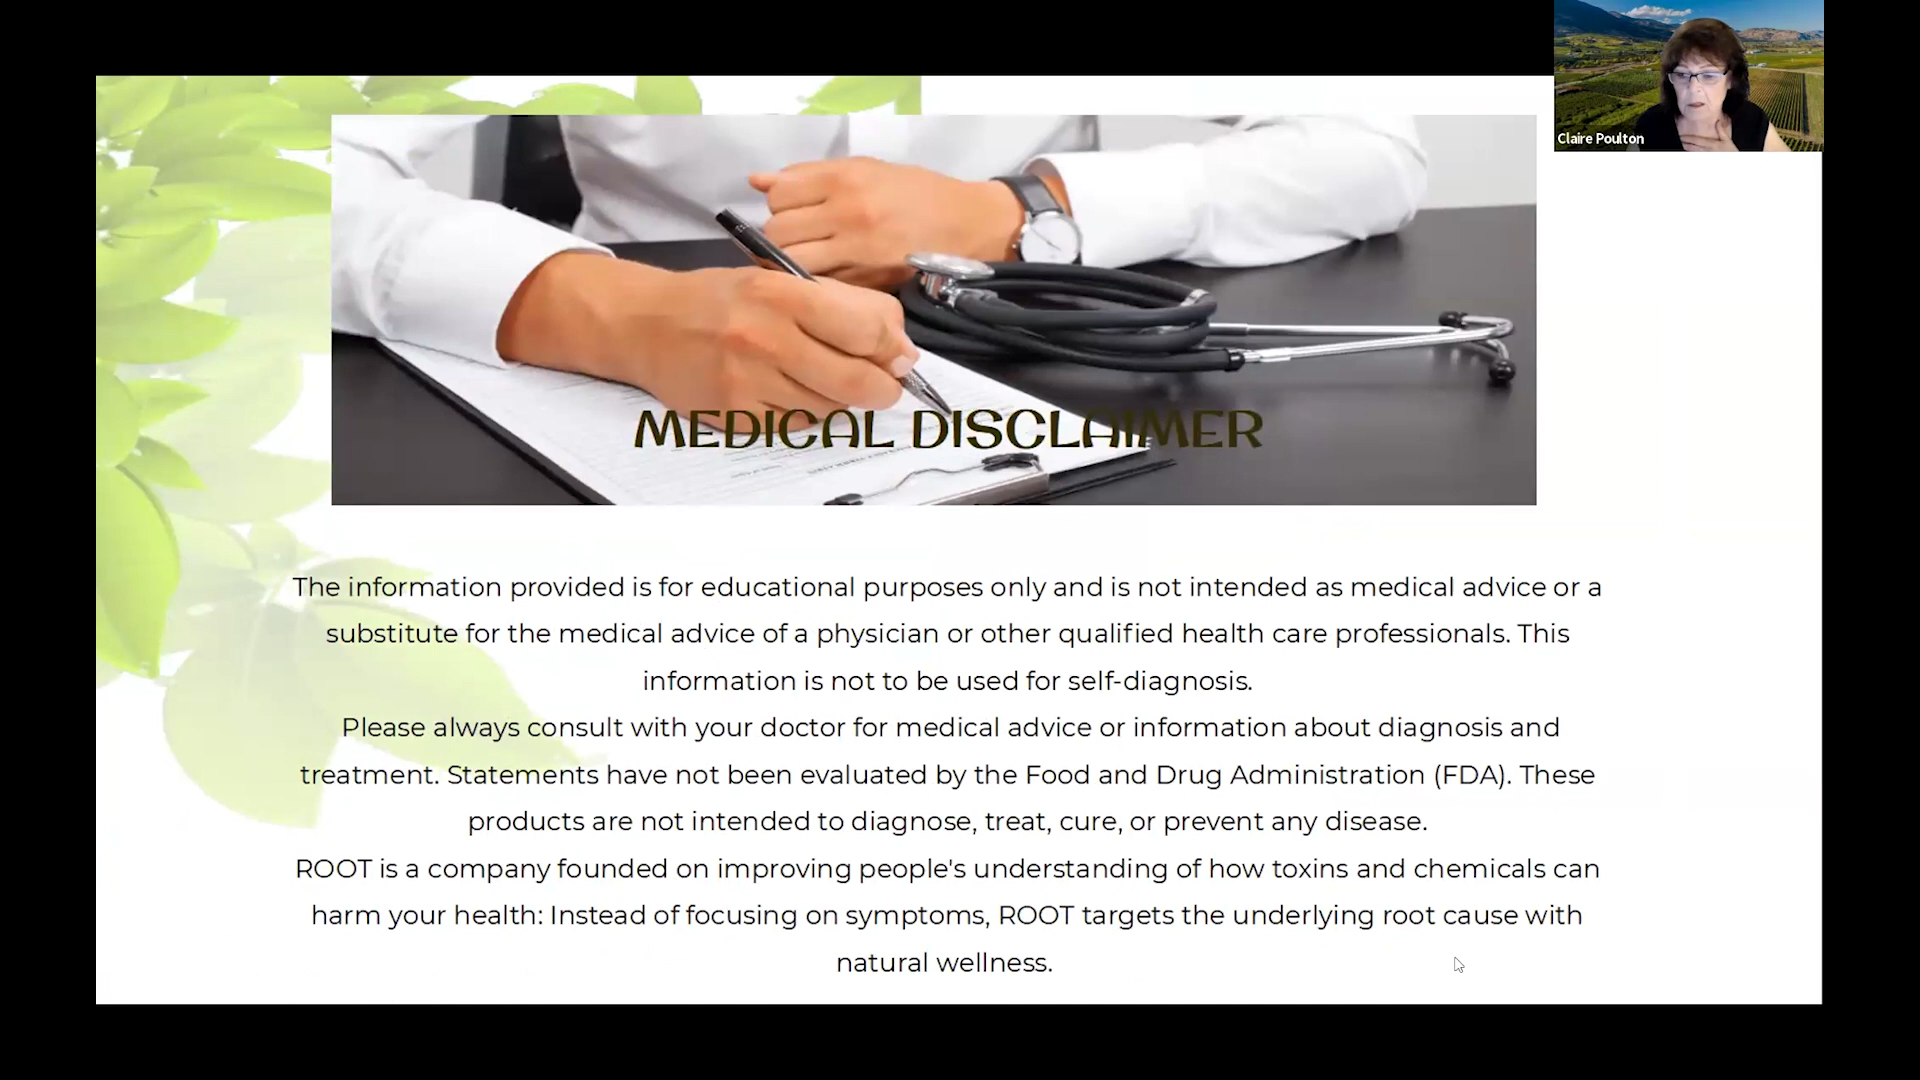 Claire Poulton
MEDICAL DISCLAIMER
The information provided is for educational purposes only and is not intended as medical advice or a
substitute for the medical advice of a physician or other qualified health care professionals. This
information is not to be used for self-diagnosis.
Please always consult with your doctor for medical advice or information about diagnosis and
treatment. Statements have not been evaluated by the Food and Drug Administration (FDA). These
products are not intended to diagnose, treat, cure, or prevent any disease.
ROOT is a company founded on improving people's understanding of how toxins and chemicals can
harm your health: Instead of focusing on symptoms, ROOT targets the underlying root cause with
natural wellness.